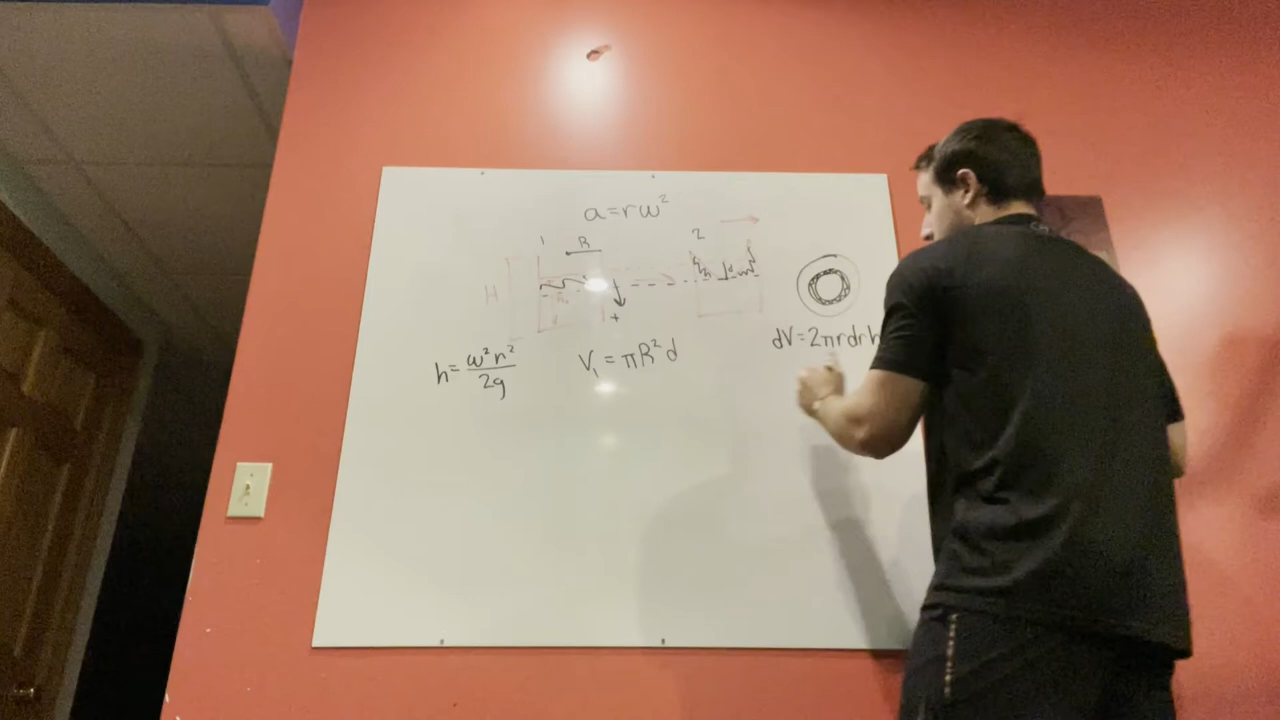 a=rω²
1
R
2
H
h
d
+
dV=2πrdrh
h=ω²r²/2g
V₁=πR²d